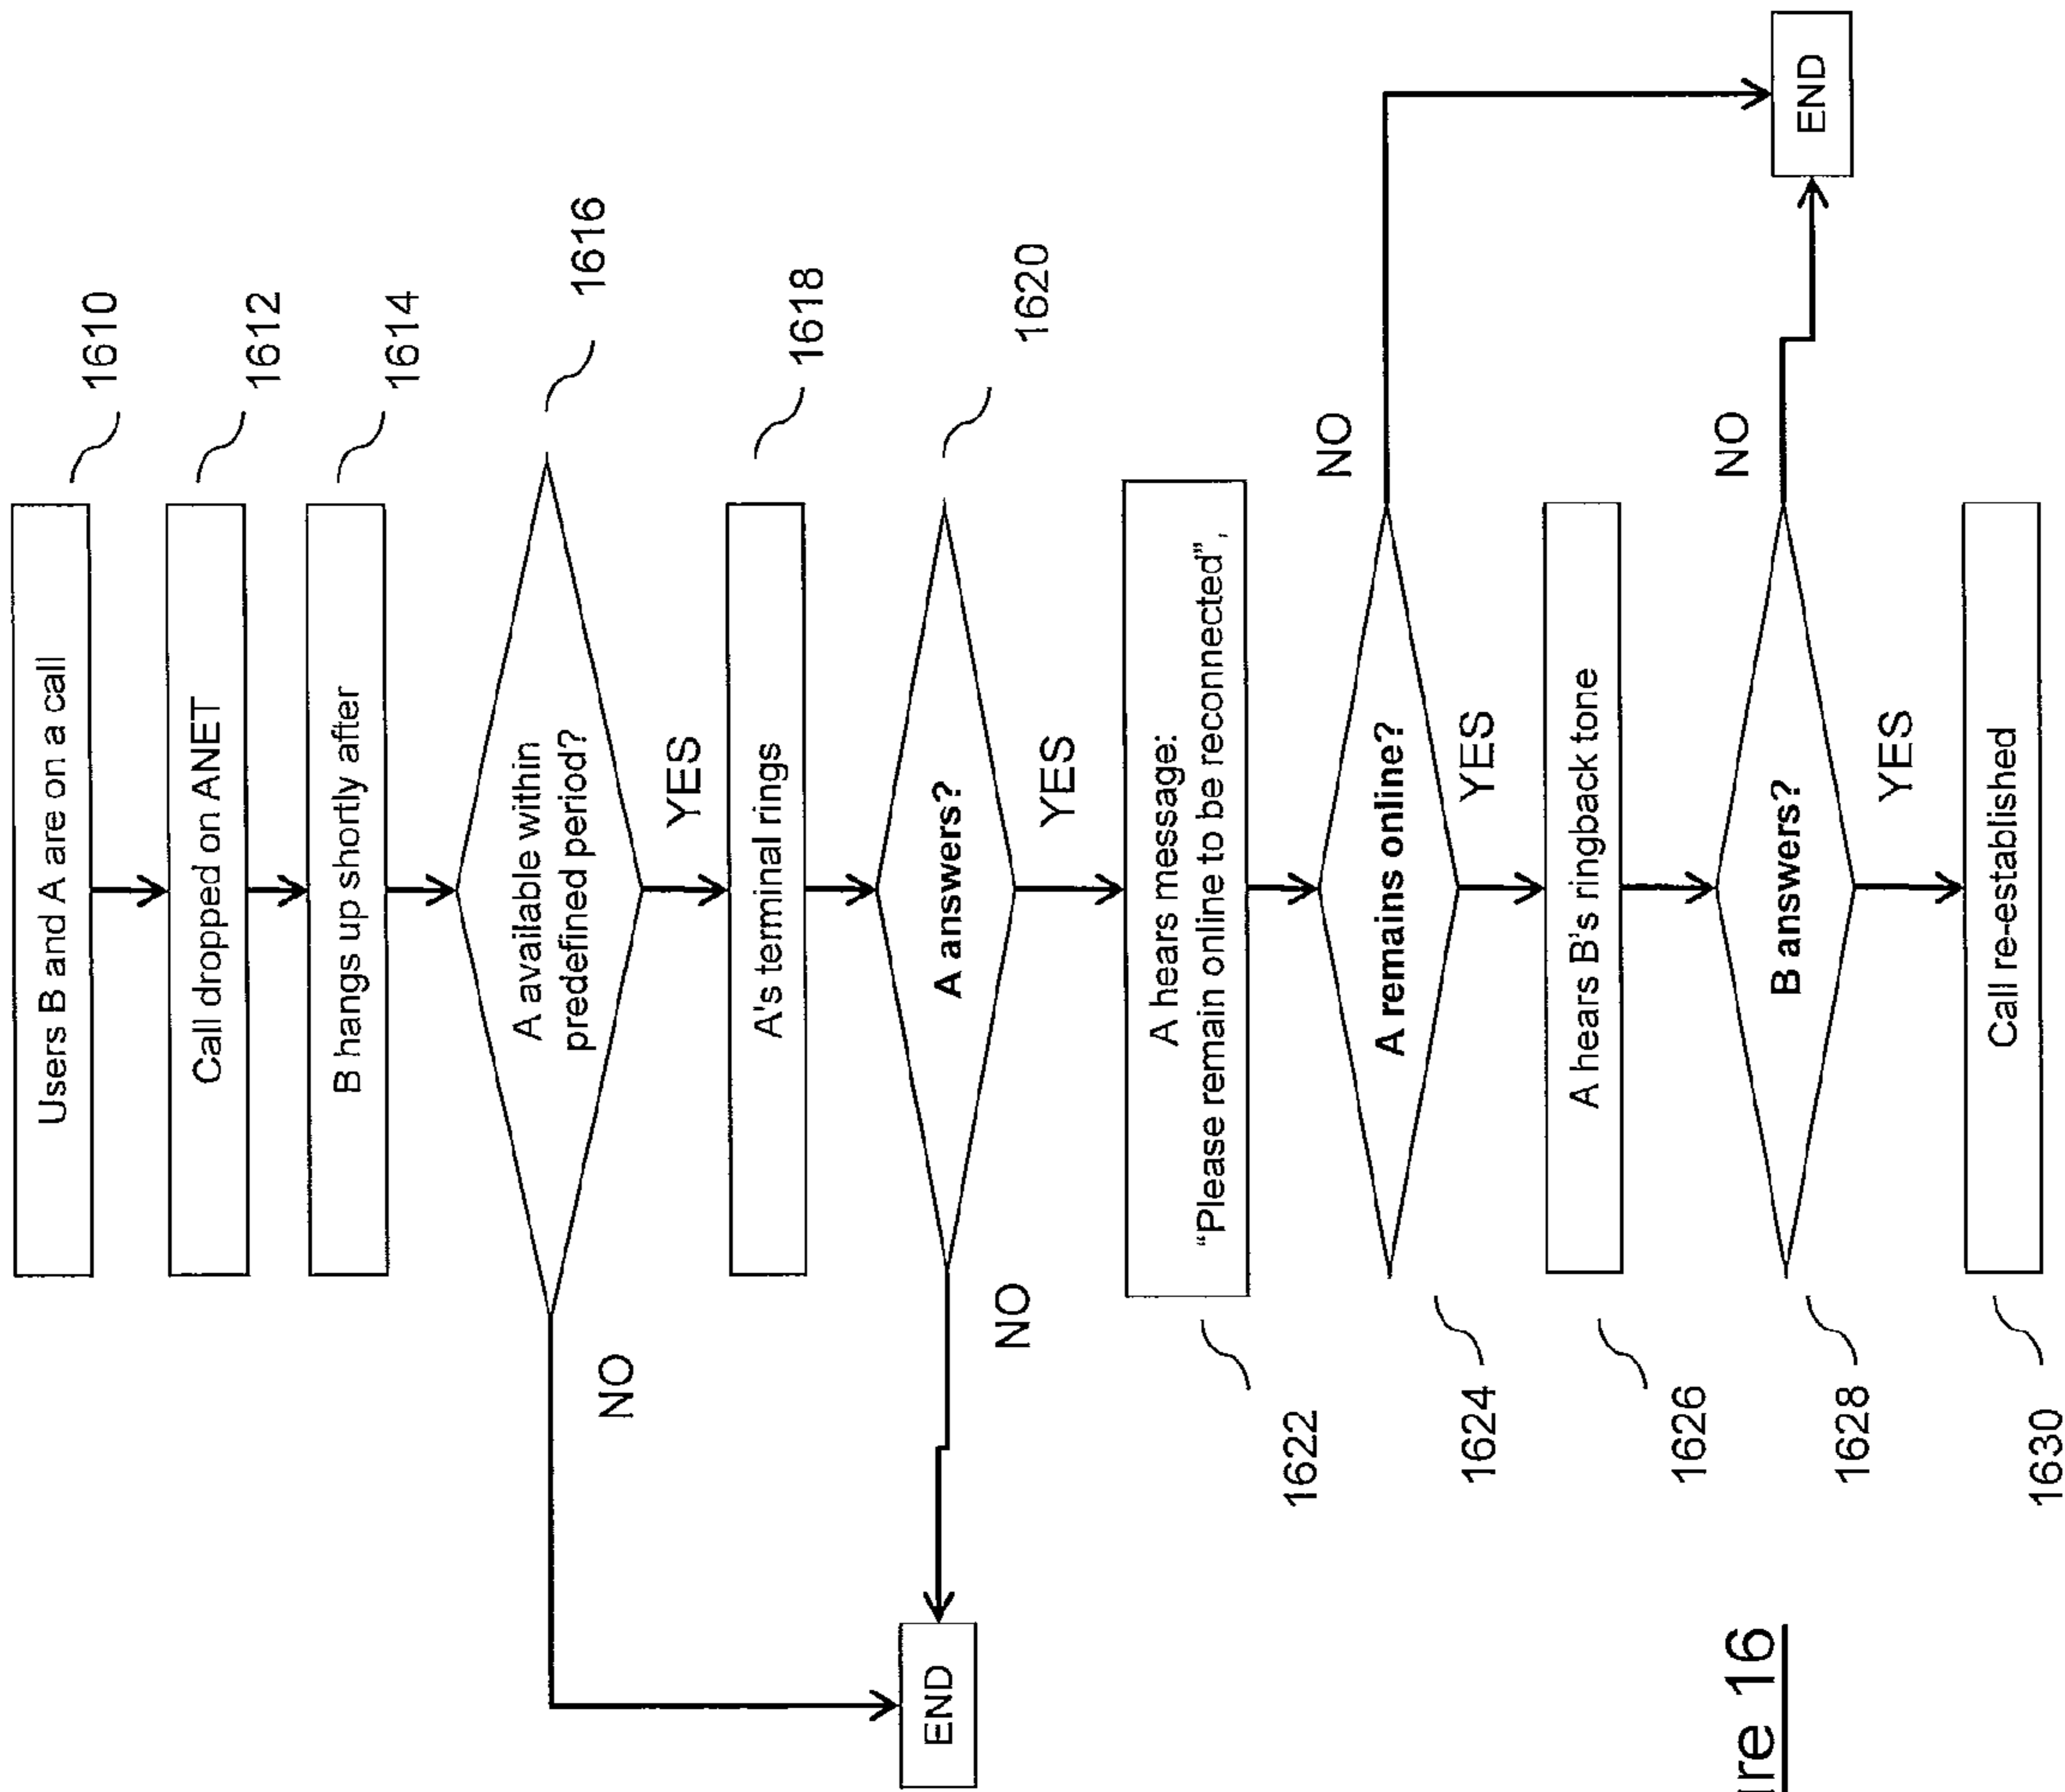 Users B and A are on a call
1610
Call dropped on ANET
1612
B hangs up shortly after
1614
A available within
predefined period?
1616
NO
YES
A's terminal rings
1618
A answers?
1620
NO
YES
END
A hears message:
“Please remain online to be reconnected”,
1622
A remains online?
1624
NO
YES
A hears B's ringback tone
1626
B answers?
1628
NO
YES
END
Call re-established
1630
16